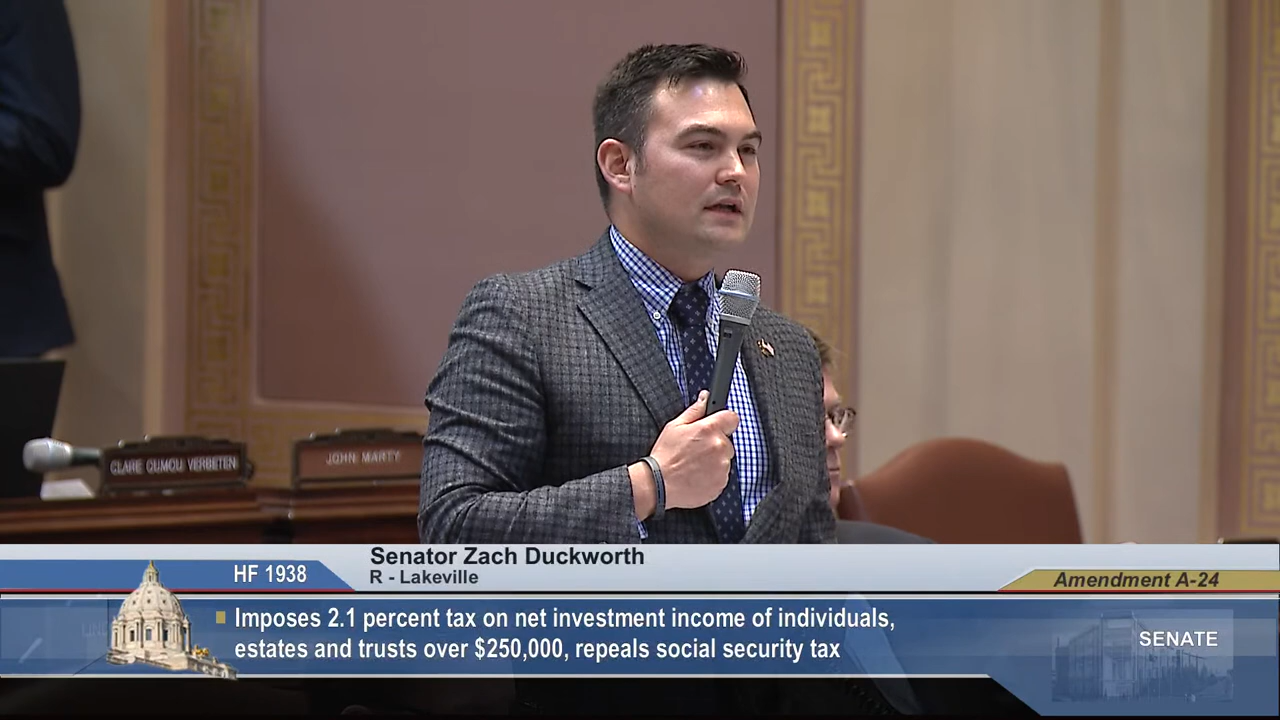 CLARE OUMOU VERBETEN
JOHN MARTY
Senator Zach Duckworth
HF 1938
R - Lakeville
Amendment A-24
Imposes 2.1 percent tax on net investment income of individuals,
estates and trusts over $250,000, repeals social security tax
SENATE